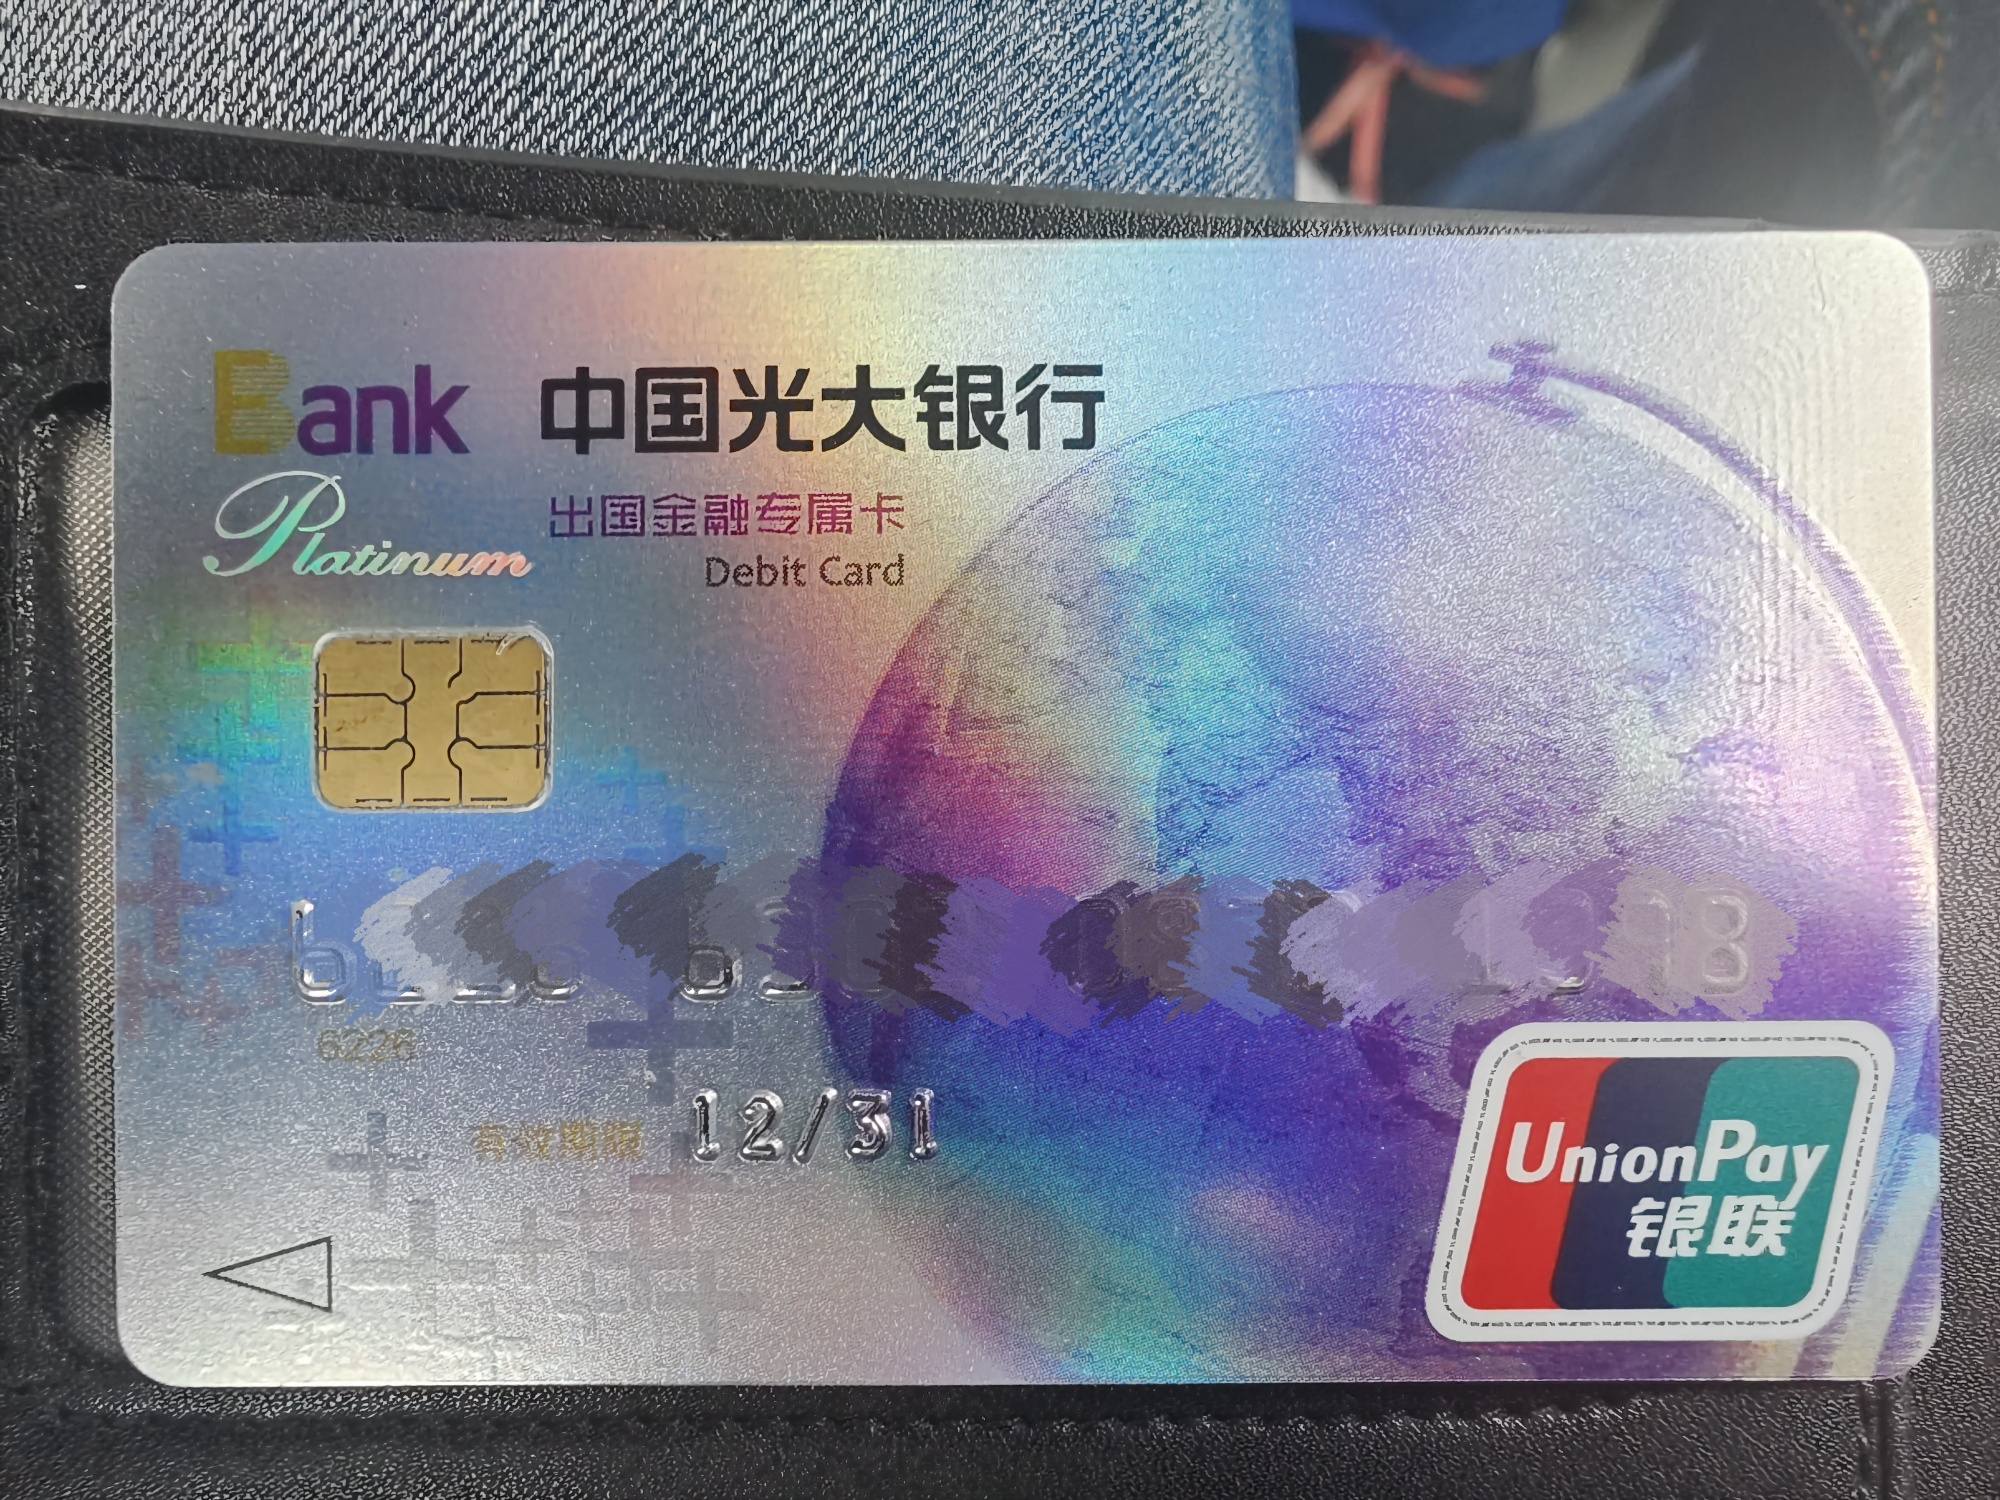 Bank 中国光大银行
Platinum 出国金融专属卡
Debit Card
6226
有效期限 12/31
UnionPay
银联